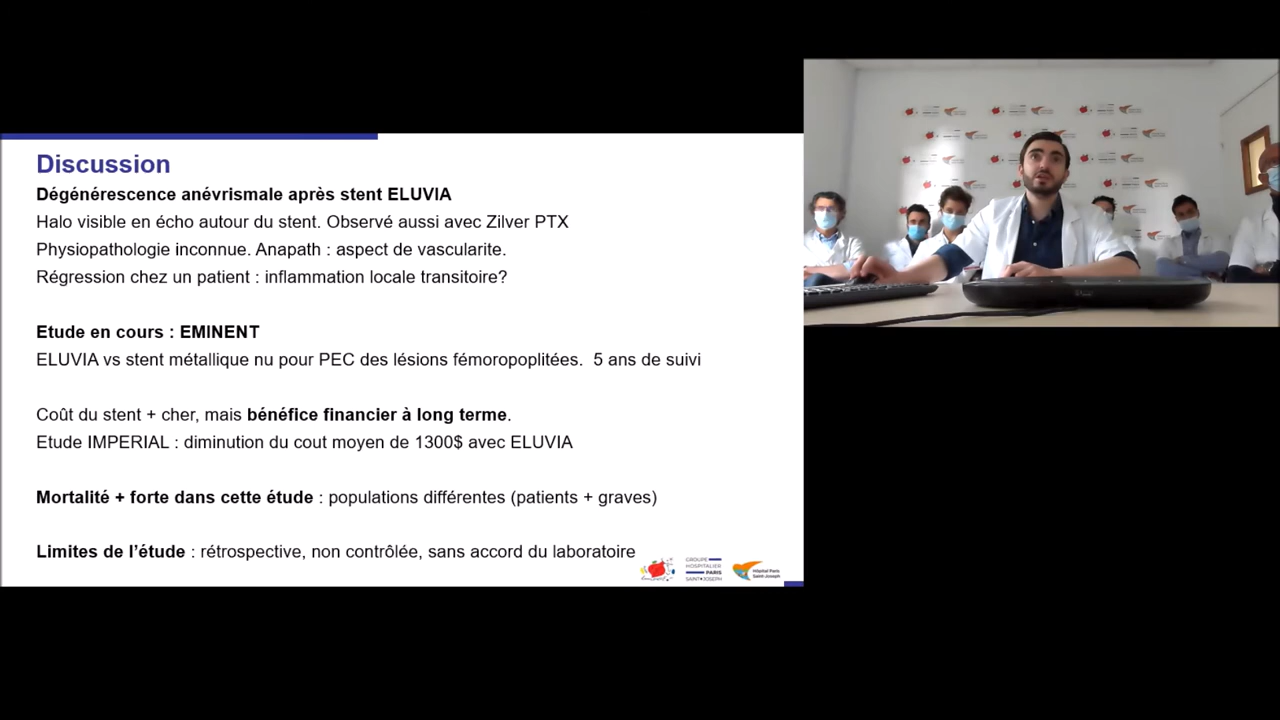 Discussion
Dégénérescence anévrismale après stent ELUVIA
Halo visible en écho autour du stent. Observé aussi avec Zilver PTX
Physiopathologie inconnue. Anapath : aspect de vascularite.
Régression chez un patient : inflammation locale transitoire?
Etude en cours : EMINENT
ELUVIA vs stent métallique nu pour PEC des lésions fémoropoplitées.  5 ans de suivi
Coût du stent + cher, mais bénéfice financier à long terme.
Etude IMPERIAL : diminution du cout moyen de 1300$ avec ELUVIA
Mortalité + forte dans cette étude : populations différentes (patients + graves)
Limites de l'étude : rétrospective, non contrôlée, sans accord du laboratoire
GROUPE
HOSPITALIER
PARIS
SAINT-JOSEPH
Hôpital Paris
Saint-Joseph